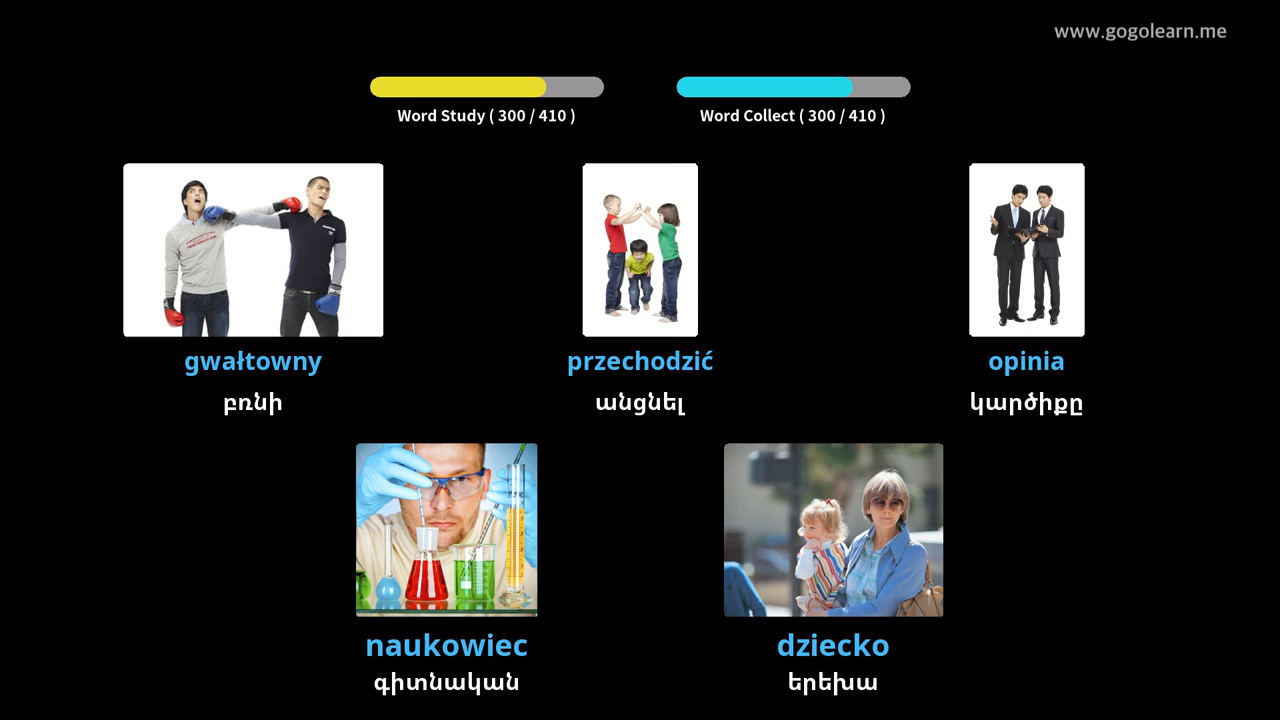 www.gogolearn.me
Word Study ( 300 / 410 )
Word Collect ( 300 / 410 )
gwałtowny
բռնի
przechodzić
անցնել
opinia
կարծիքը
naukowiec
գիտնական
dziecko
երեխա